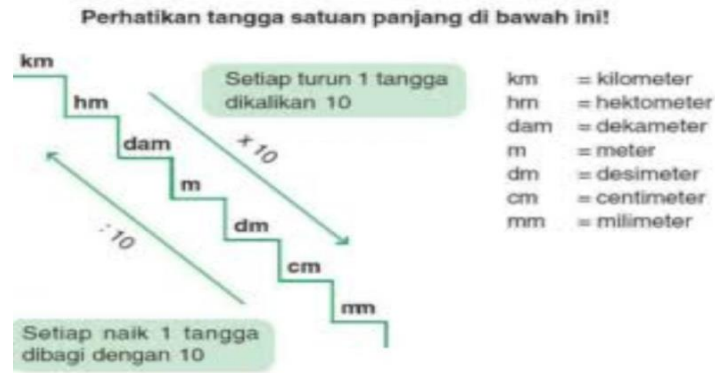 Perhatikan tangga satuan panjang di bawah ini!
km
hm
dam
m
dm
cm
mm
Setiap turun 1 tangga
dikalikan 10
x 10
: 10
Setiap naik 1 tangga
dibagi dengan 10
km = kilometer
hm = hektometer
dam = dekameter
m = meter
dm = desimeter
cm = centimeter
mm = milimeter